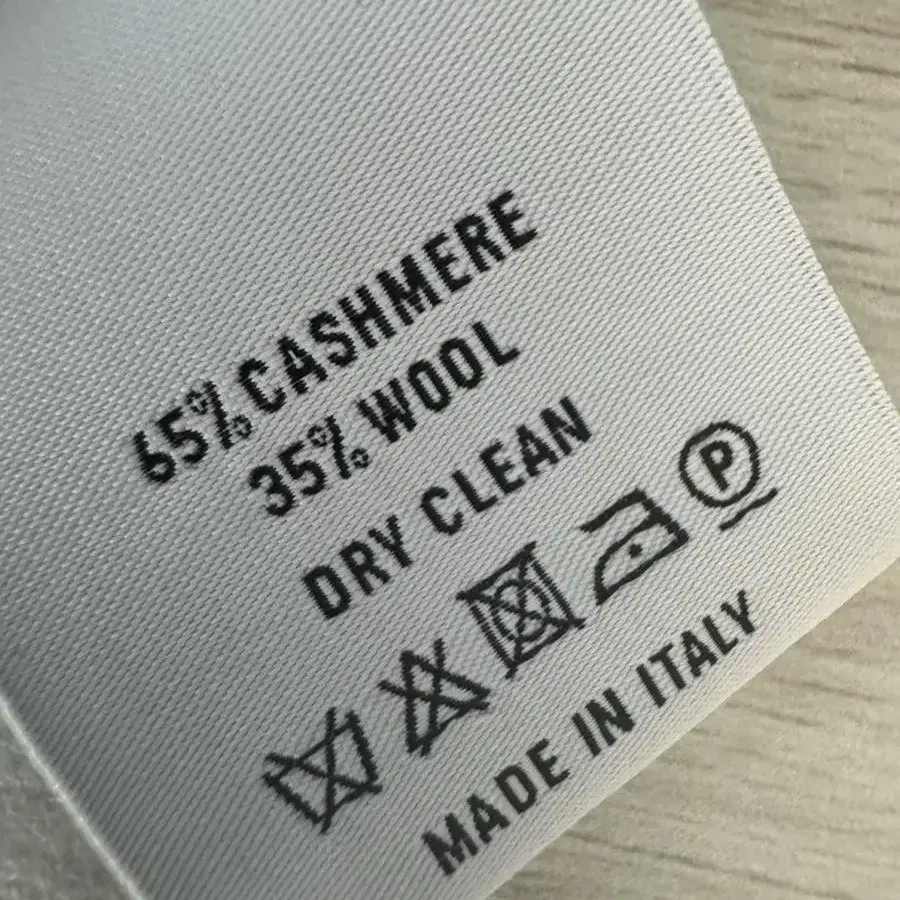 65% CASHMERE
35% WOOL
DRY CLEAN
P
MADE IN ITALY